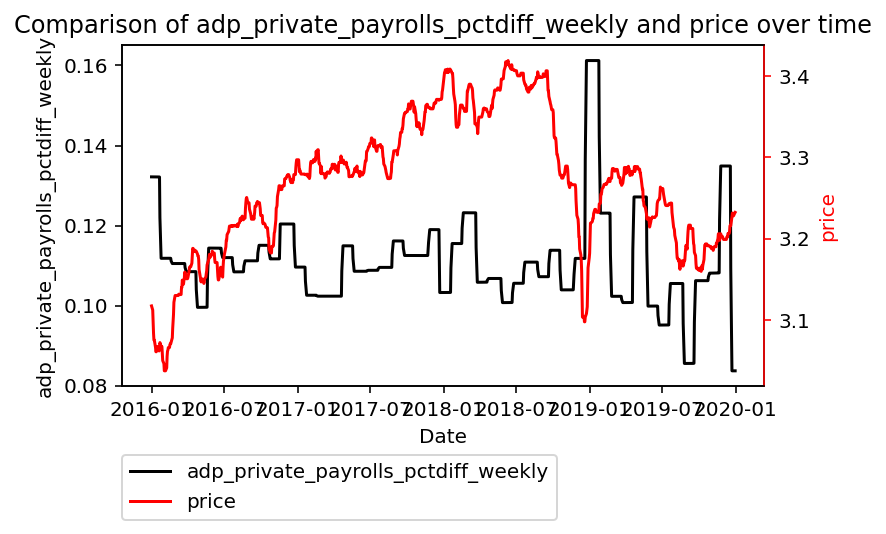 Comparison of adp_private_payrolls_pctdiff_weekly and price over time
adp_private_payrolls_pctdiff_weekly
0.16
0.14
0.12
0.10
0.08
3.4
3.3
3.2
3.1
price
2016-01 2016-07 2017-01 2017-07 2018-01 2018-07 2019-01 2019-07 2020-01
Date
adp_private_payrolls_pctdiff_weekly
price